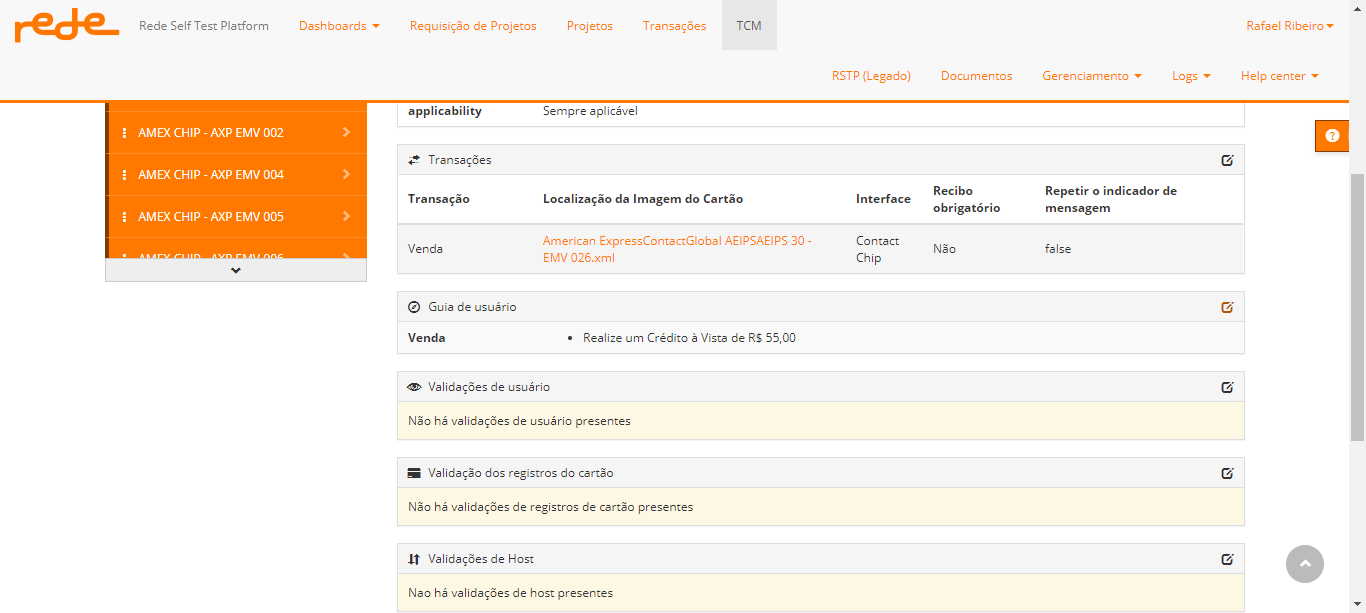 rede Rede Self Test Platform Dashboards Requisição de Projetos Projetos Transações TCM Rafael Ribeiro
RSTP (Legado) Documentos Gerenciamento Logs Help center
applicability Sempre aplicável
AMEX CHIP - AXP EMV 002
AMEX CHIP - AXP EMV 004
AMEX CHIP - AXP EMV 005
AMEX CHIP - AXP EMV 006
Transações
Transação Localização da Imagem do Cartão Interface Recibo obrigatório Repetir o indicador de mensagem
Venda American ExpressContactGlobal AEIPSAEIPS 30 - EMV 026.xml Contact Chip Não false
Guia de usuário
Venda • Realize um Crédito à Vista de R$ 55,00
Validações de usuário
Não há validações de usuário presentes
Validação dos registros do cartão
Não há validações de registros de cartão presentes
Validações de Host
Nao há validações de host presentes